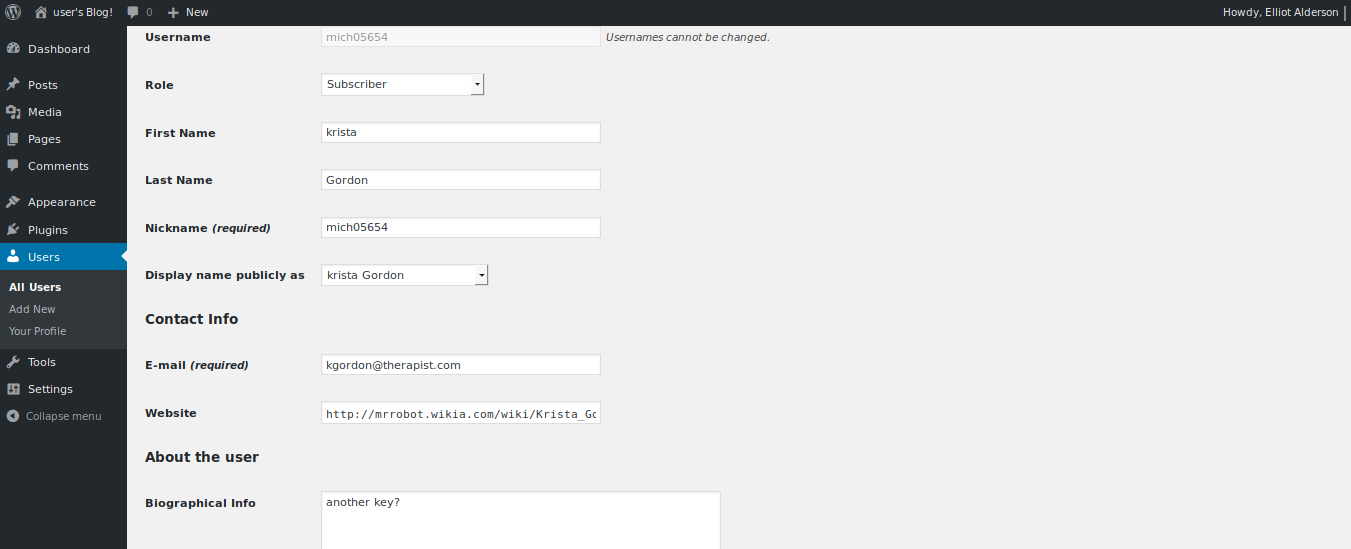 user's Blog! 0 New Howdy, Elliot Alderson
Dashboard
Posts
Media
Pages
Comments
Appearance
Plugins
Users
All Users
Add New
Your Profile
Tools
Settings
Collapse menu
Username mich05654 Usernames cannot be changed.
Role Subscriber
First Name krista
Last Name Gordon
Nickname (required) mich05654
Display name publicly as krista Gordon
Contact Info
E-mail (required) kgordon@therapist.com
Website http://mrrobot.wikia.com/wiki/Krista_Go
About the user
Biographical Info another key?